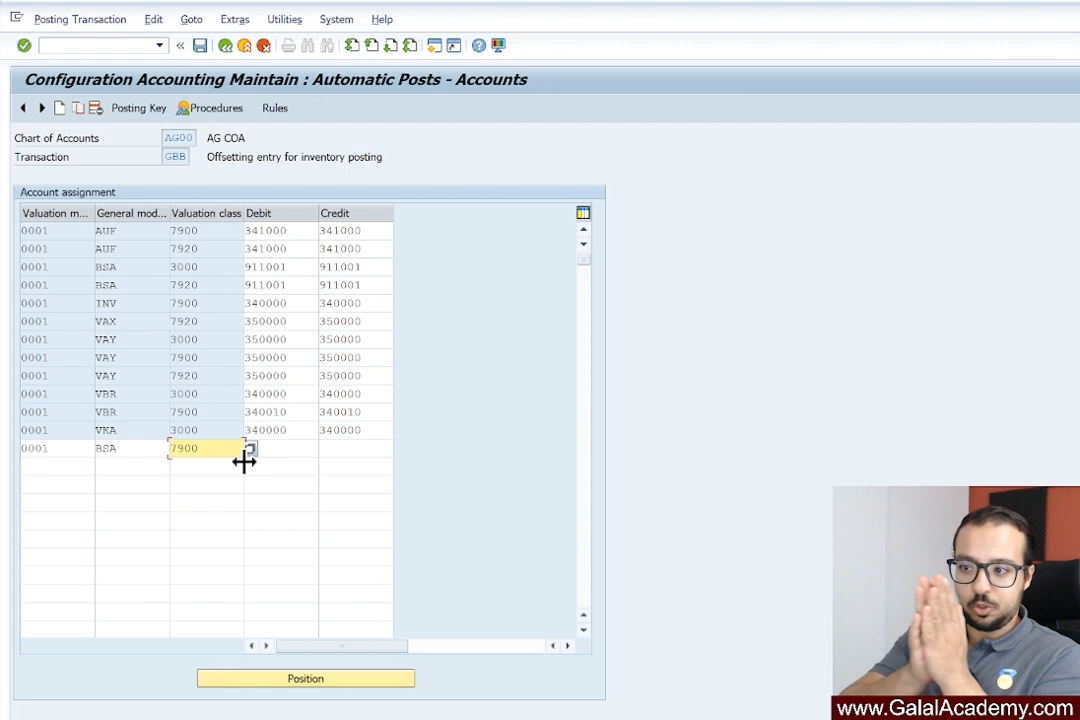 Posting Transaction Edit Goto Extras Utilities System Help
Configuration Accounting Maintain : Automatic Posts - Accounts
Posting Key Procedures Rules
Chart of Accounts AG00 AG COA
Transaction GBB Offsetting entry for inventory posting
Account assignment
Valuation m... General mod... Valuation class Debit Credit
0001 AUF 7900 341000 341000
0001 AUF 7920 341000 341000
0001 BSA 3000 911001 911001
0001 BSA 7920 911001 911001
0001 INV 7900 340000 340000
0001 VAX 7920 350000 350000
0001 VAY 3000 350000 350000
0001 VAY 7900 350000 350000
0001 VAY 7920 350000 350000
0001 VBR 3000 340000 340000
0001 VBR 7900 340010 340010
0001 VKA 3000 340000 340000
0001 BSA 7900
Position
www.GalalAcademy.com